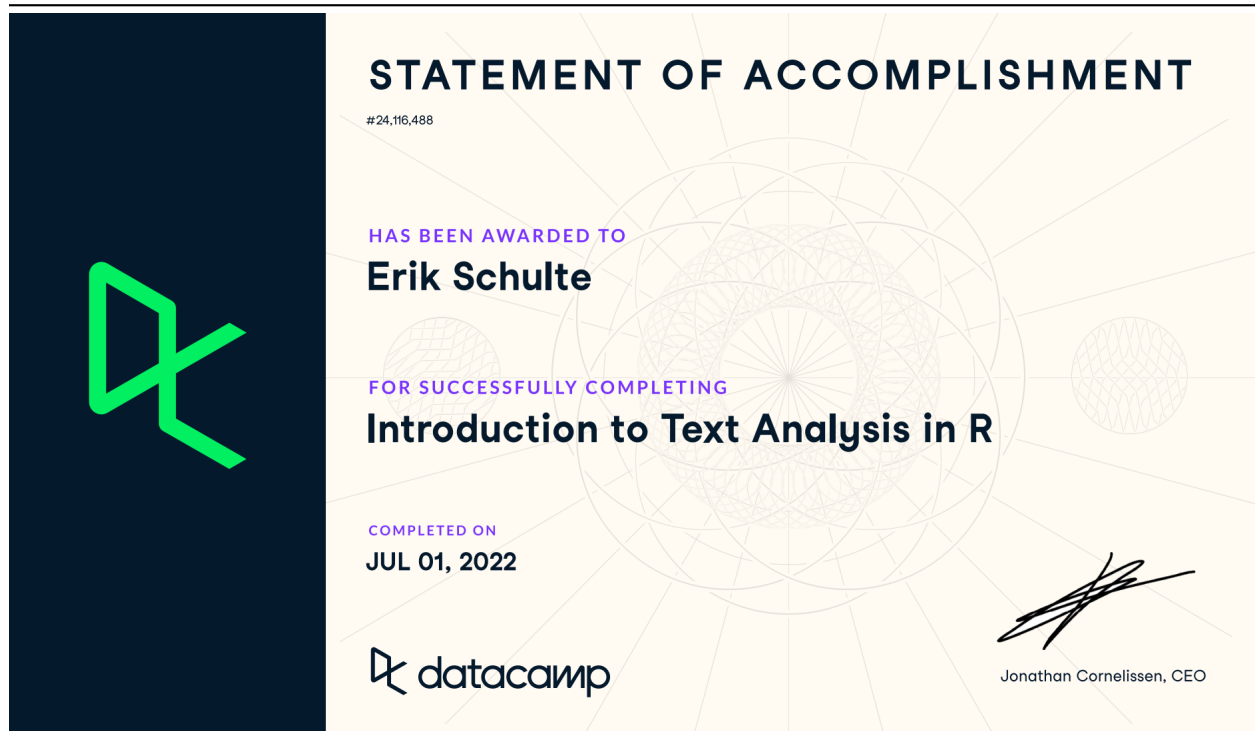 STATEMENT OF ACCOMPLISHMENT
#24,116,488
HAS BEEN AWARDED TO
Erik Schulte
FOR SUCCESSFULLY COMPLETING
Introduction to Text Analysis in R
COMPLETED ON
JUL 01, 2022
datacamp
Jonathan Cornelissen, CEO